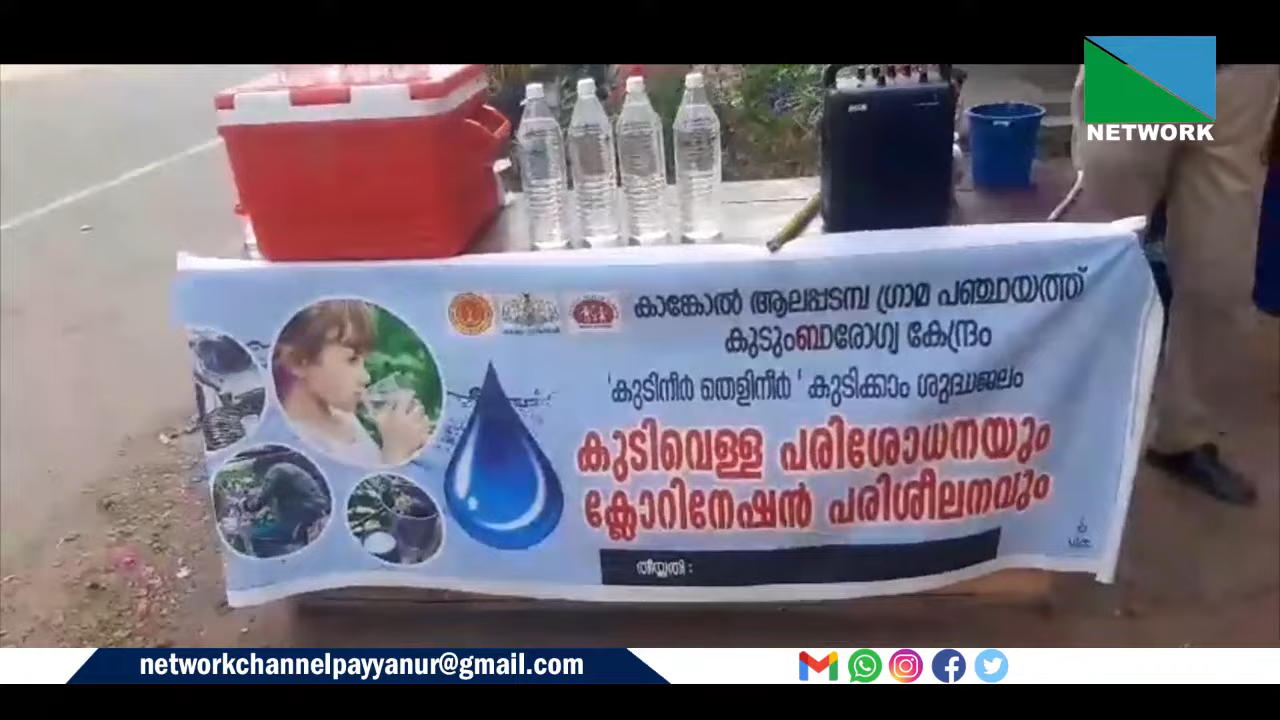 NETWORK
കാങ്കോൽ ആലപ്പടമ്പ ഗ്രാമ പഞ്ചായത്ത്
കുടുംബാരോഗ്യ കേന്ദ്രം
'കുടിനീർ തെളിനീർ ' കുടിക്കാം ശുദ്ധജലം
കുടിവെള്ള പരിശോധനയും
ക്ലോറിനേഷൻ പരിശീലനവും
തീയ്യതി :
networkchannelpayyanur@gmail.com